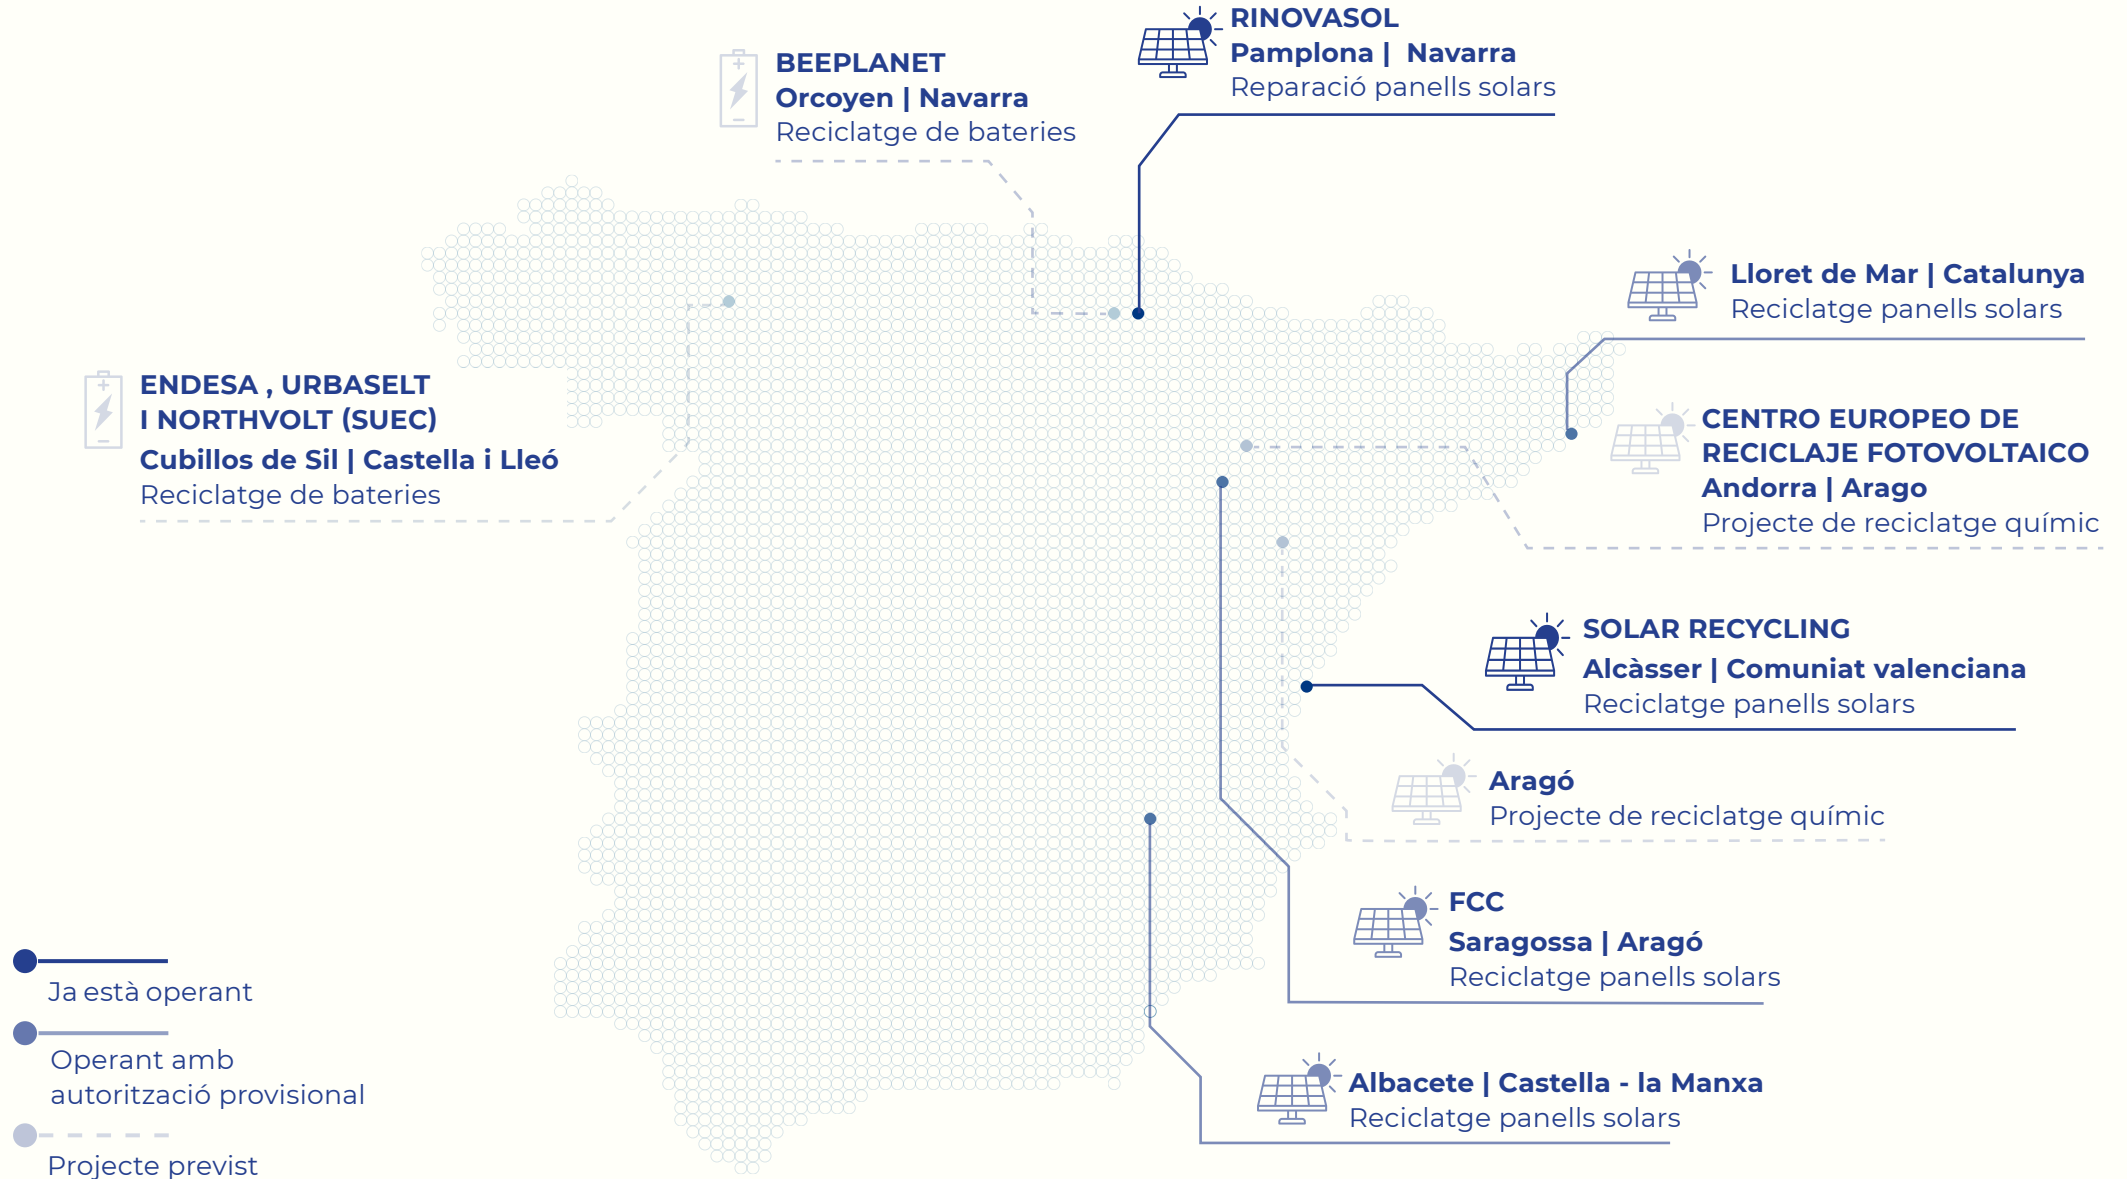 RINOVASOL
Pamplona | Navarra
Reparació panells solars
BEEPLANET
Orcoyen | Navarra
Reciclatge de bateries
Lloret de Mar | Catalunya
Reciclatge panells solars
ENDESA , URBASELT
I NORTHVOLT (SUEC)
Cubillos de Sil | Castella i Lleó
Reciclatge de bateries
CENTRO EUROPEO DE
RECICLAJE FOTOVOLTAICO
Andorra | Arago
Projecte de reciclatge químic
SOLAR RECYCLING
Alcàsser | Comuniat valenciana
Reciclatge panells solars
Aragó
Projecte de reciclatge químic
FCC
Saragossa | Aragó
Reciclatge panells solars
Albacete | Castella - la Manxa
Reciclatge panells solars
Ja està operant
Operant amb
autorització provisional
Projecte previst